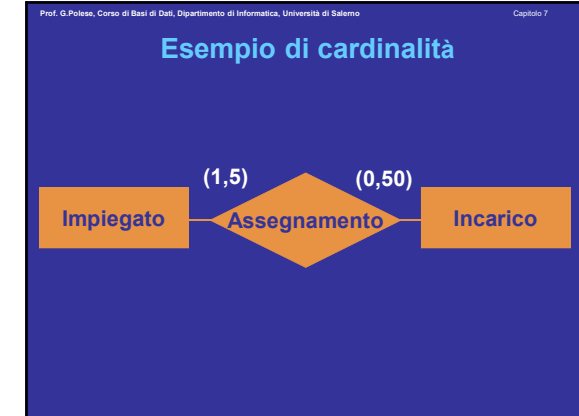 Prof. G.Polese, Corso di Basi di Dati, Dipartimento di Informatica, Università di Salerno Capitolo 7
Esempio di cardinalità
(1,5) (0,50)
Impiegato Assegnamento Incarico